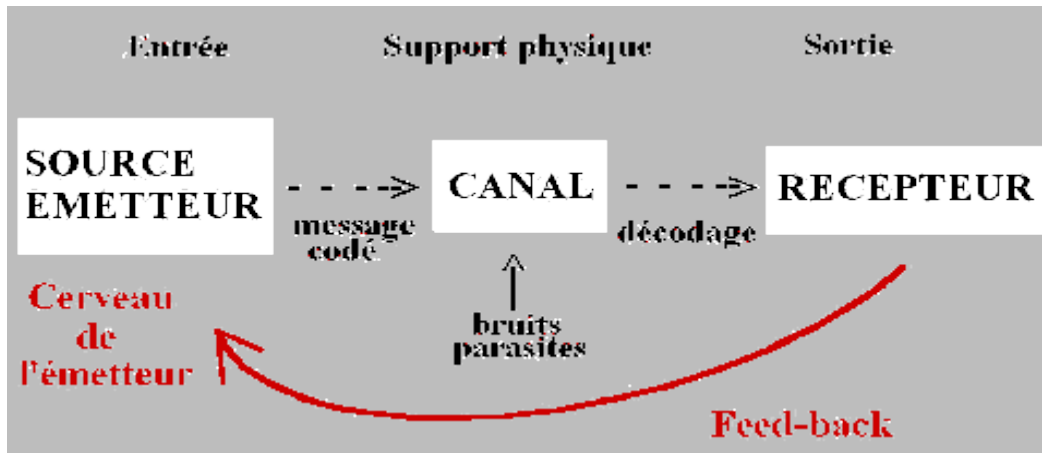 Entrée
Support physique
Sortie
SOURCE
EMETTEUR
message
codé
CANAL
décodage
RECEPTEUR
bruits
parasites
Cerveau
de
l'émetteur
Feed-back